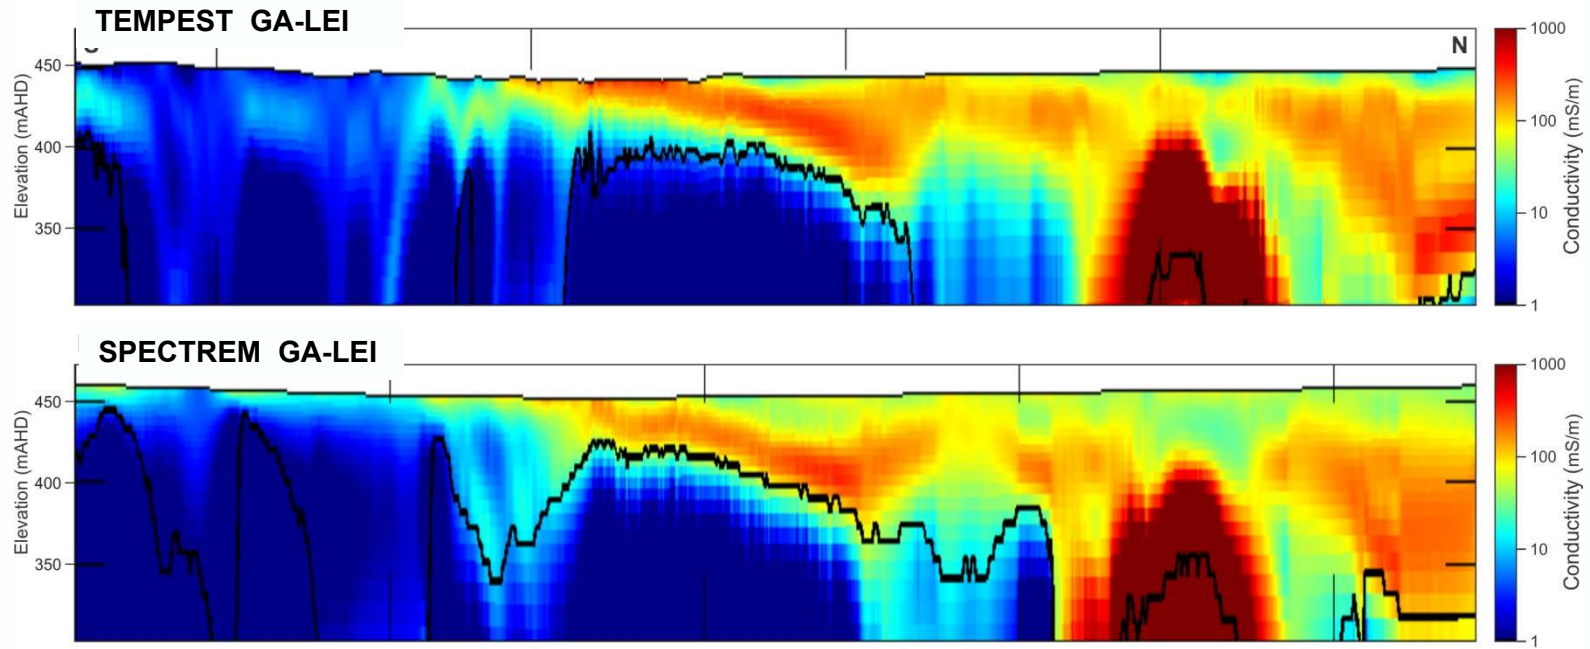 TEMPEST GA-LEI
N
Elevation (mAHD)
450
400
350
1000
100
10
1
Conductivity (mS/m)
SPECTREM GA-LEI
Elevation (mAHD)
450
400
350
1000
100
10
1
Conductivity (mS/m)